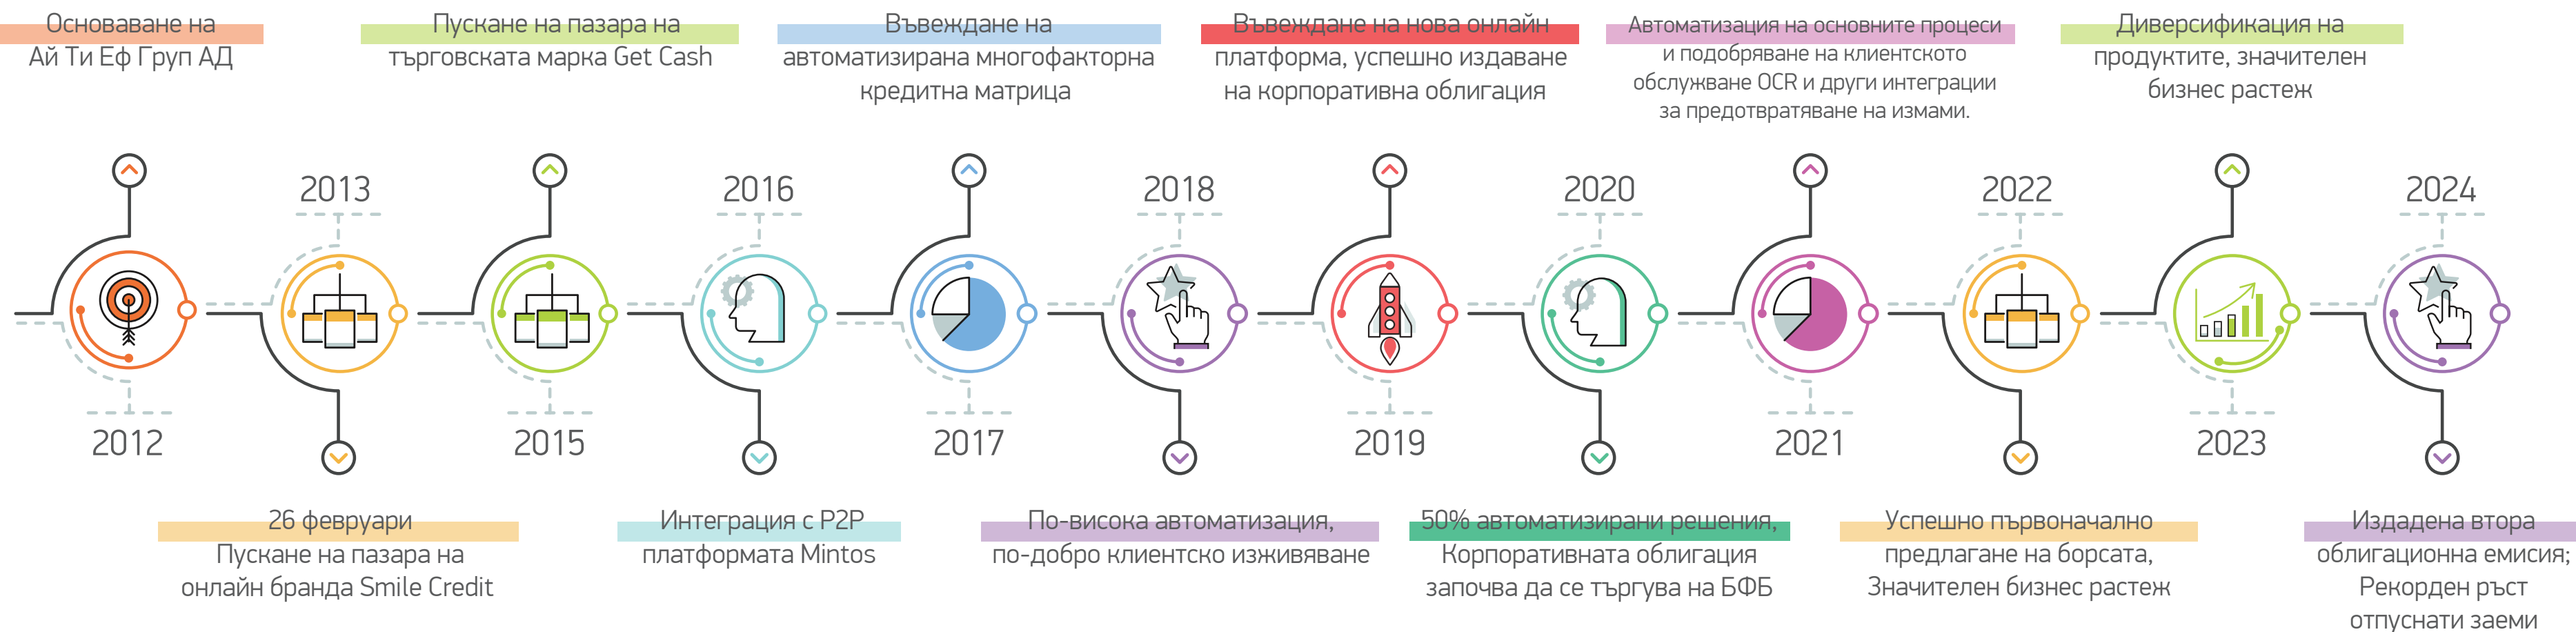 Основаване на
Ай Ти Еф Груп АД
2012
2013
26 февруари
Пускане на пазара на
онлайн бранда Smile Credit
Пускане на пазара на
търговската марка Get Cash
2015
2016
Интеграция с P2P
платформата Mintos
Въвеждане на
автоматизирана многофакторна
кредитна матрица
2017
2018
По-висока автоматизация,
по-добро клиентско изживяване
Въвеждане на нова онлайн
платформа, успешно издаване
на корпоративна облигация
2019
2020
50% автоматизирани решения,
Корпоративната облигация
започва да се търгува на БФБ
Автоматизация на основните процеси
и подобряване на клиентското
обслужване OCR и други интеграции
за предотвратяване на измами.
2021
2022
Успешно първоначално
предлагане на борсата,
Значителен бизнес растеж
Диверсификация на
продуктите, значителен
бизнес растеж
2023
2024
Издадена втора
облигационна емисия;
Рекорден ръст
отпуснати заеми